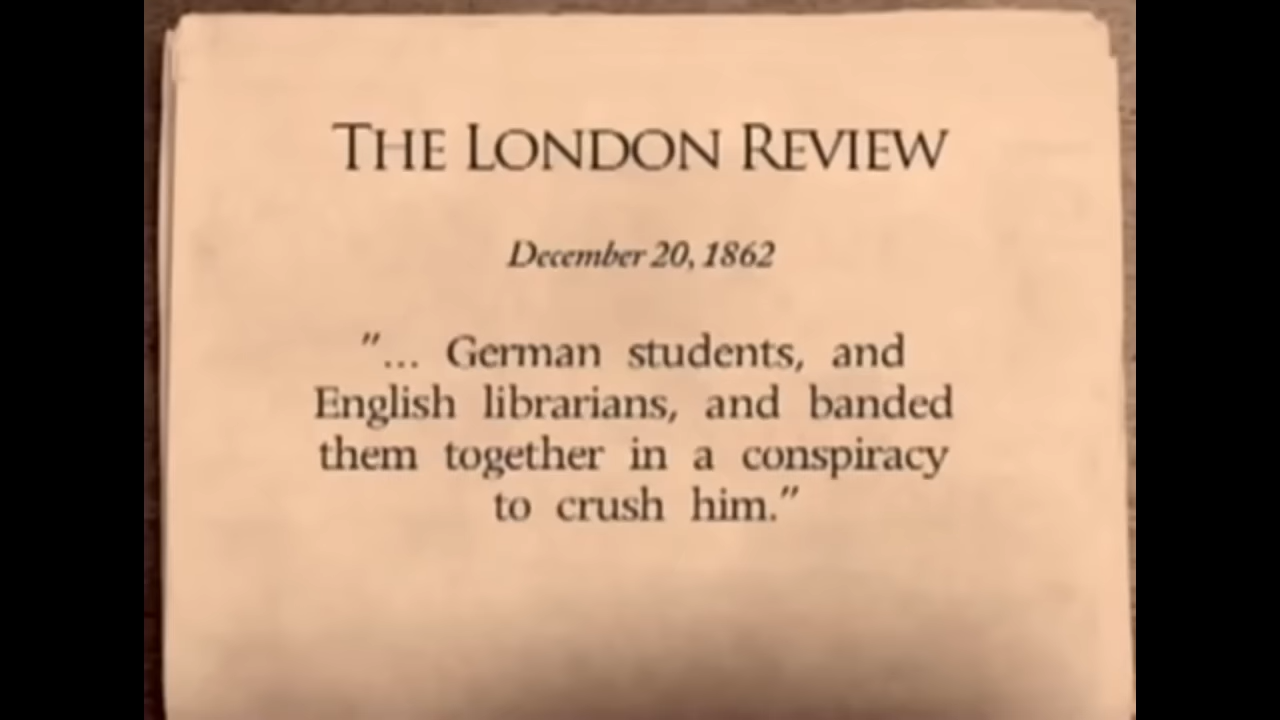 THE LONDON REVIEW
December 20, 1862
"... German students, and
English librarians, and banded
them together in a conspiracy
to crush him."